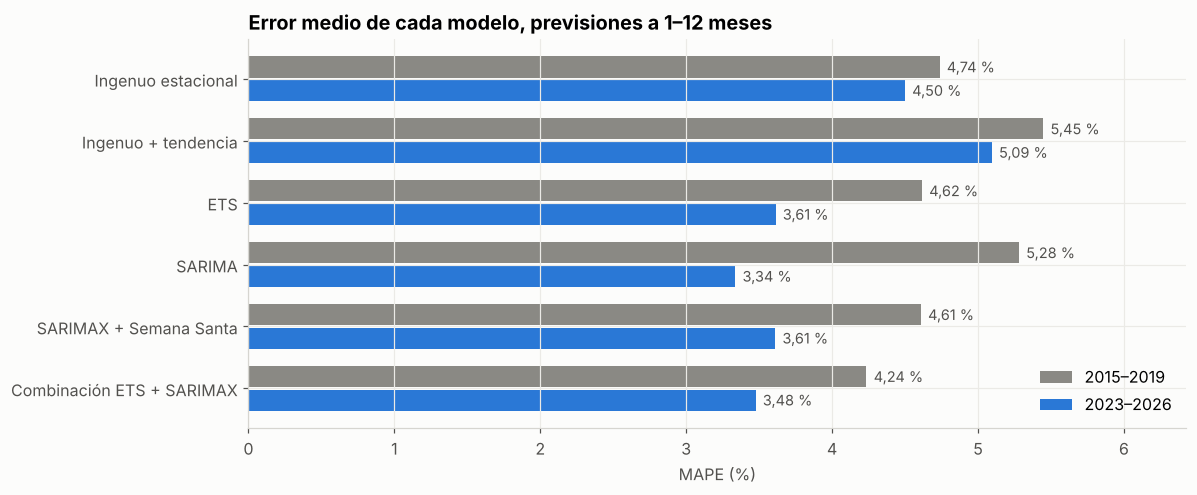 Error medio de cada modelo, previsiones a 1–12 meses
Ingenuo estacional
4,74 %
4,50 %
Ingenuo + tendencia
5,45 %
5,09 %
ETS
4,62 %
3,61 %
SARIMA
5,28 %
3,34 %
SARIMAX + Semana Santa
4,61 %
3,61 %
Combinación ETS + SARIMAX
4,24 %
3,48 %
2015–2019
2023–2026
0 1 2 3 4 5 6
MAPE (%)